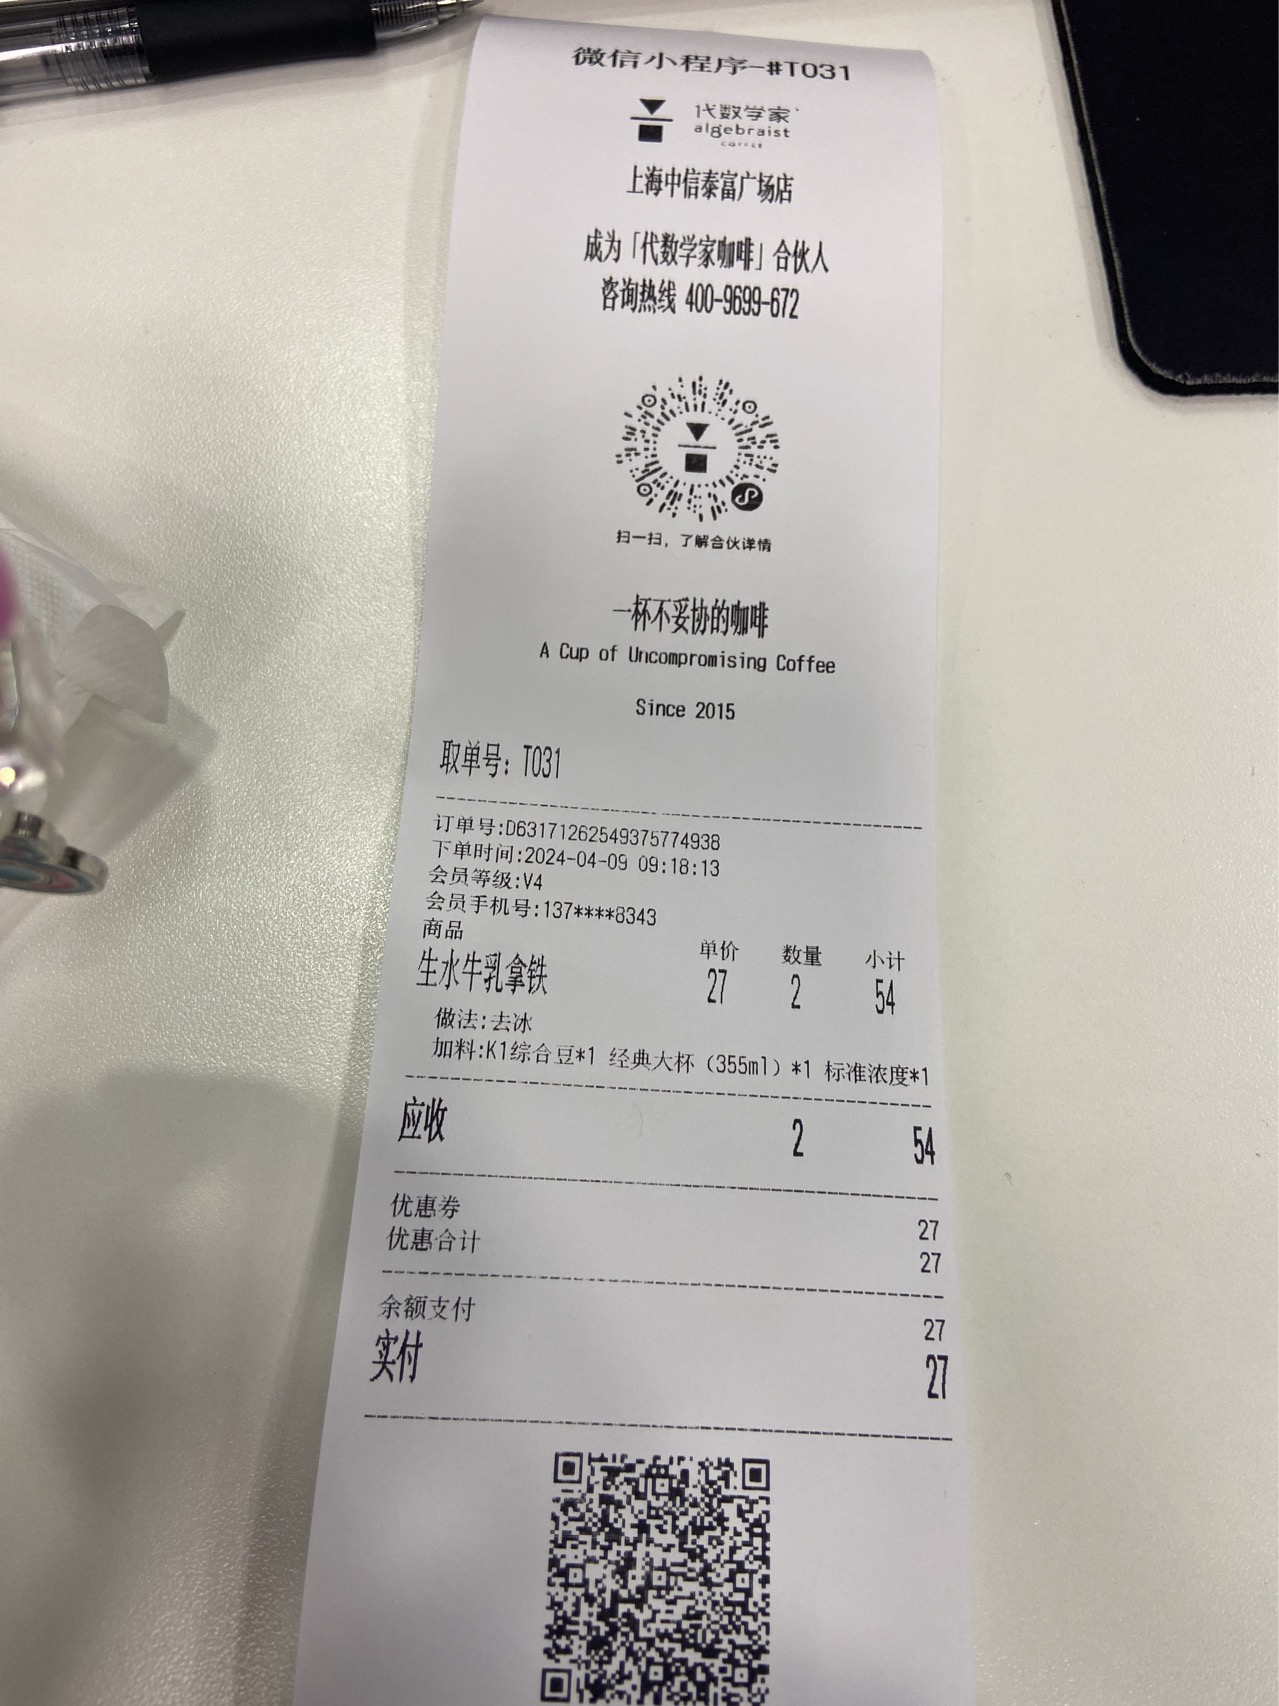 微信小程序-#T031
代数学家
algebraist
COFFEE
上海中信泰富广场店
成为「代数学家咖啡」合伙人
咨询热线 400-9699-672
扫一扫，了解合伙详情
一杯不妥协的咖啡
A Cup of Uncompromising Coffee
Since 2015
取单号：T031
订单号:D631712625493757749​38
下单时间:2024-04-09 09:18:13
会员等级:V4
会员手机号:137****8343
商品 单价 数量 小计
生水牛乳拿铁 27 2 54
做法:去冰
加料:K1综合豆*1 经典大杯（355ml）*1 标准浓度*1
应收 2 54
优惠券 27
优惠合计 27
余额支付 27
实付 27